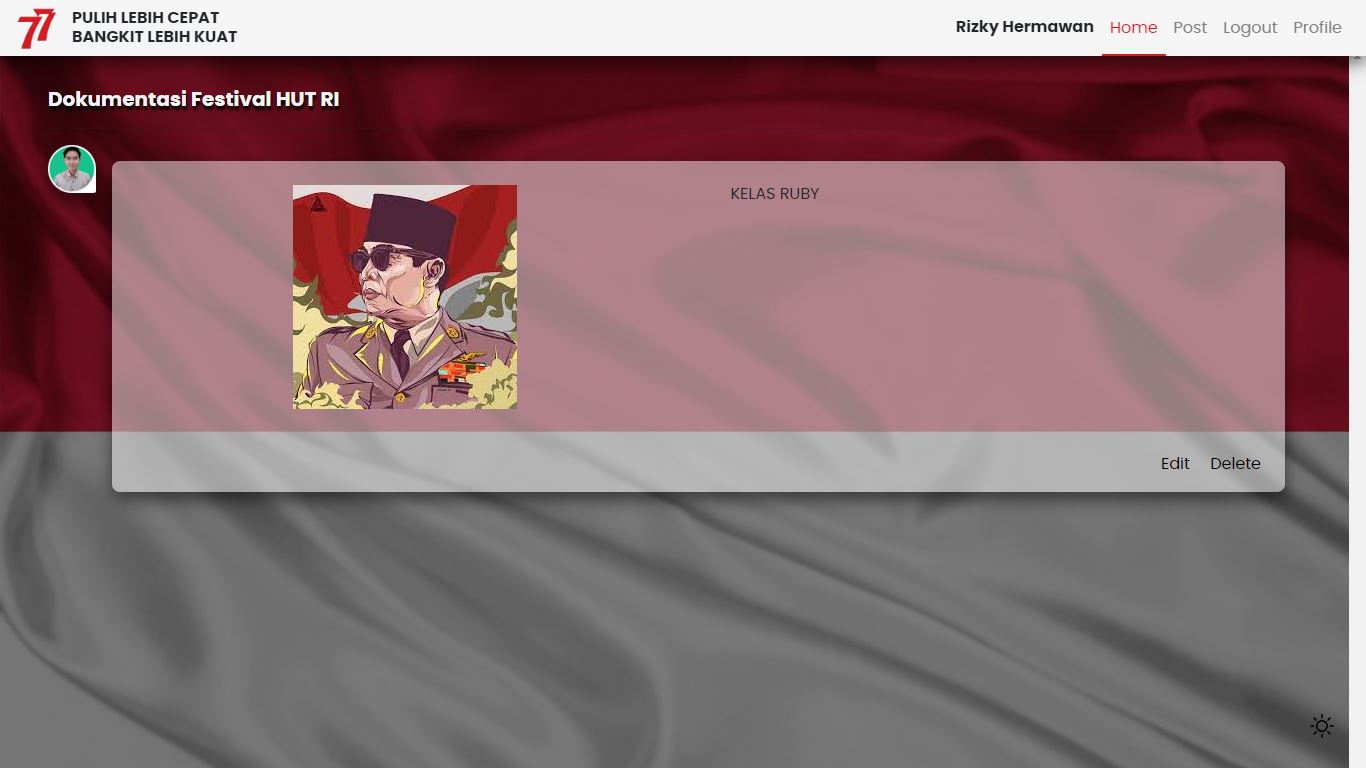 77
PULIH LEBIH CEPAT
BANGKIT LEBIH KUAT
Rizky Hermawan Home Post Logout Profile
Dokumentasi Festival HUT RI
KELAS RUBY
Edit Delete